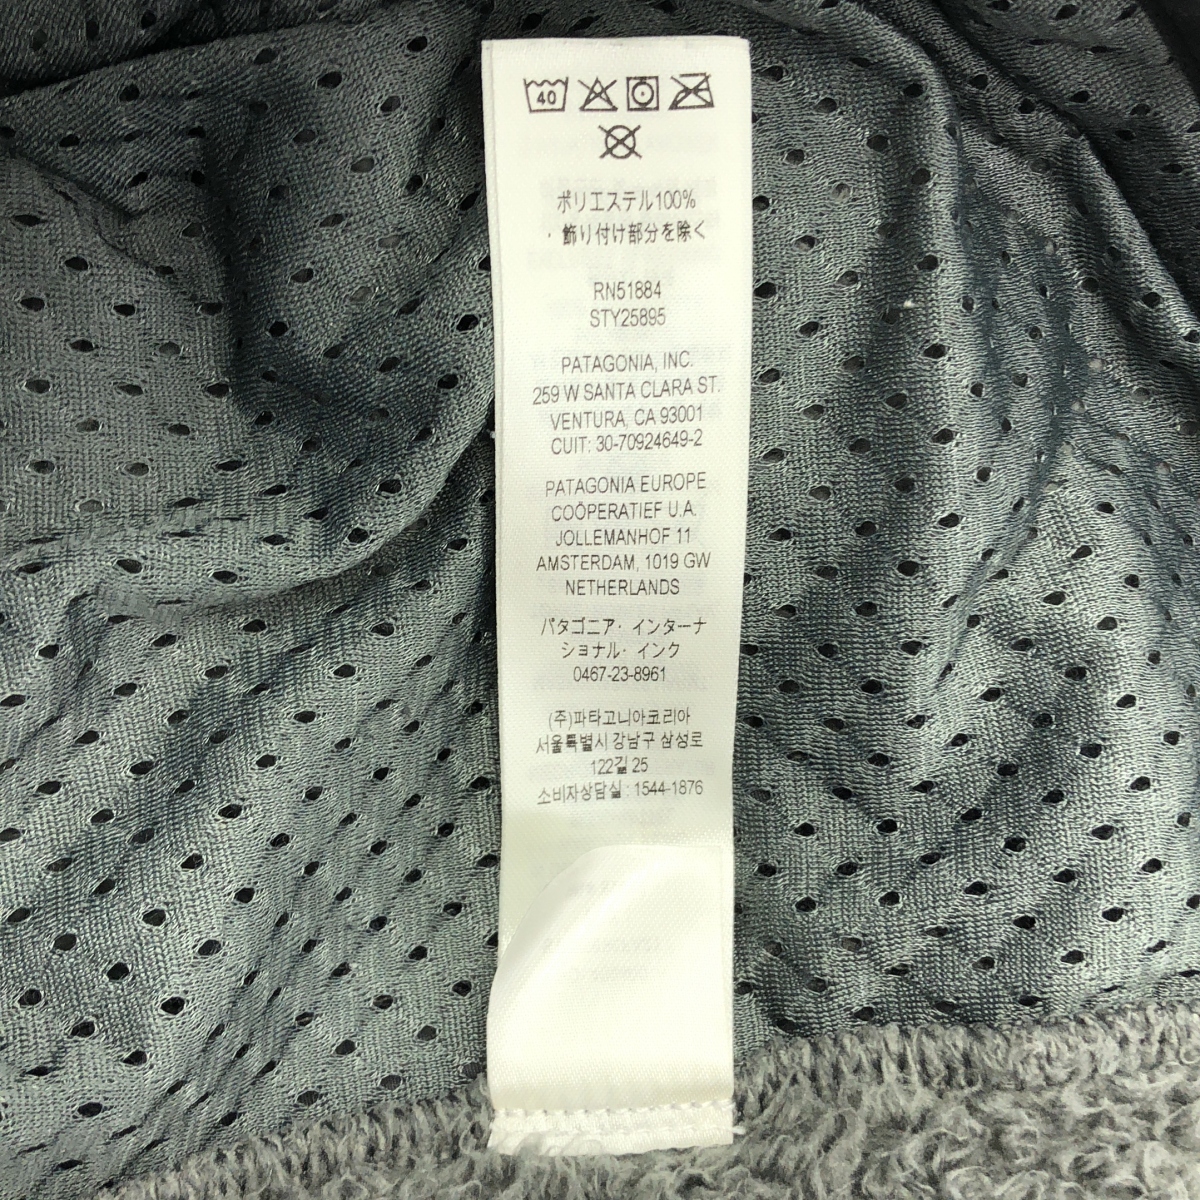 40
ポリエステル100%
・飾り付け部分を除く
RN51884
STY25895
PATAGONIA, INC.
259 W SANTA CLARA ST.
VENTURA, CA 93001
CUIT: 30-70924649-2
PATAGONIA EUROPE
COÖPERATIEF U.A.
JOLLEMANHOF 11
AMSTERDAM, 1019 GW
NETHERLANDS
パタゴニア・インターナ
ショナル・インク
0467-23-8961
(주)파타고니아코리아
서울특별시 강남구 삼성로
122길 25
소비자상담실 : 1544-1876